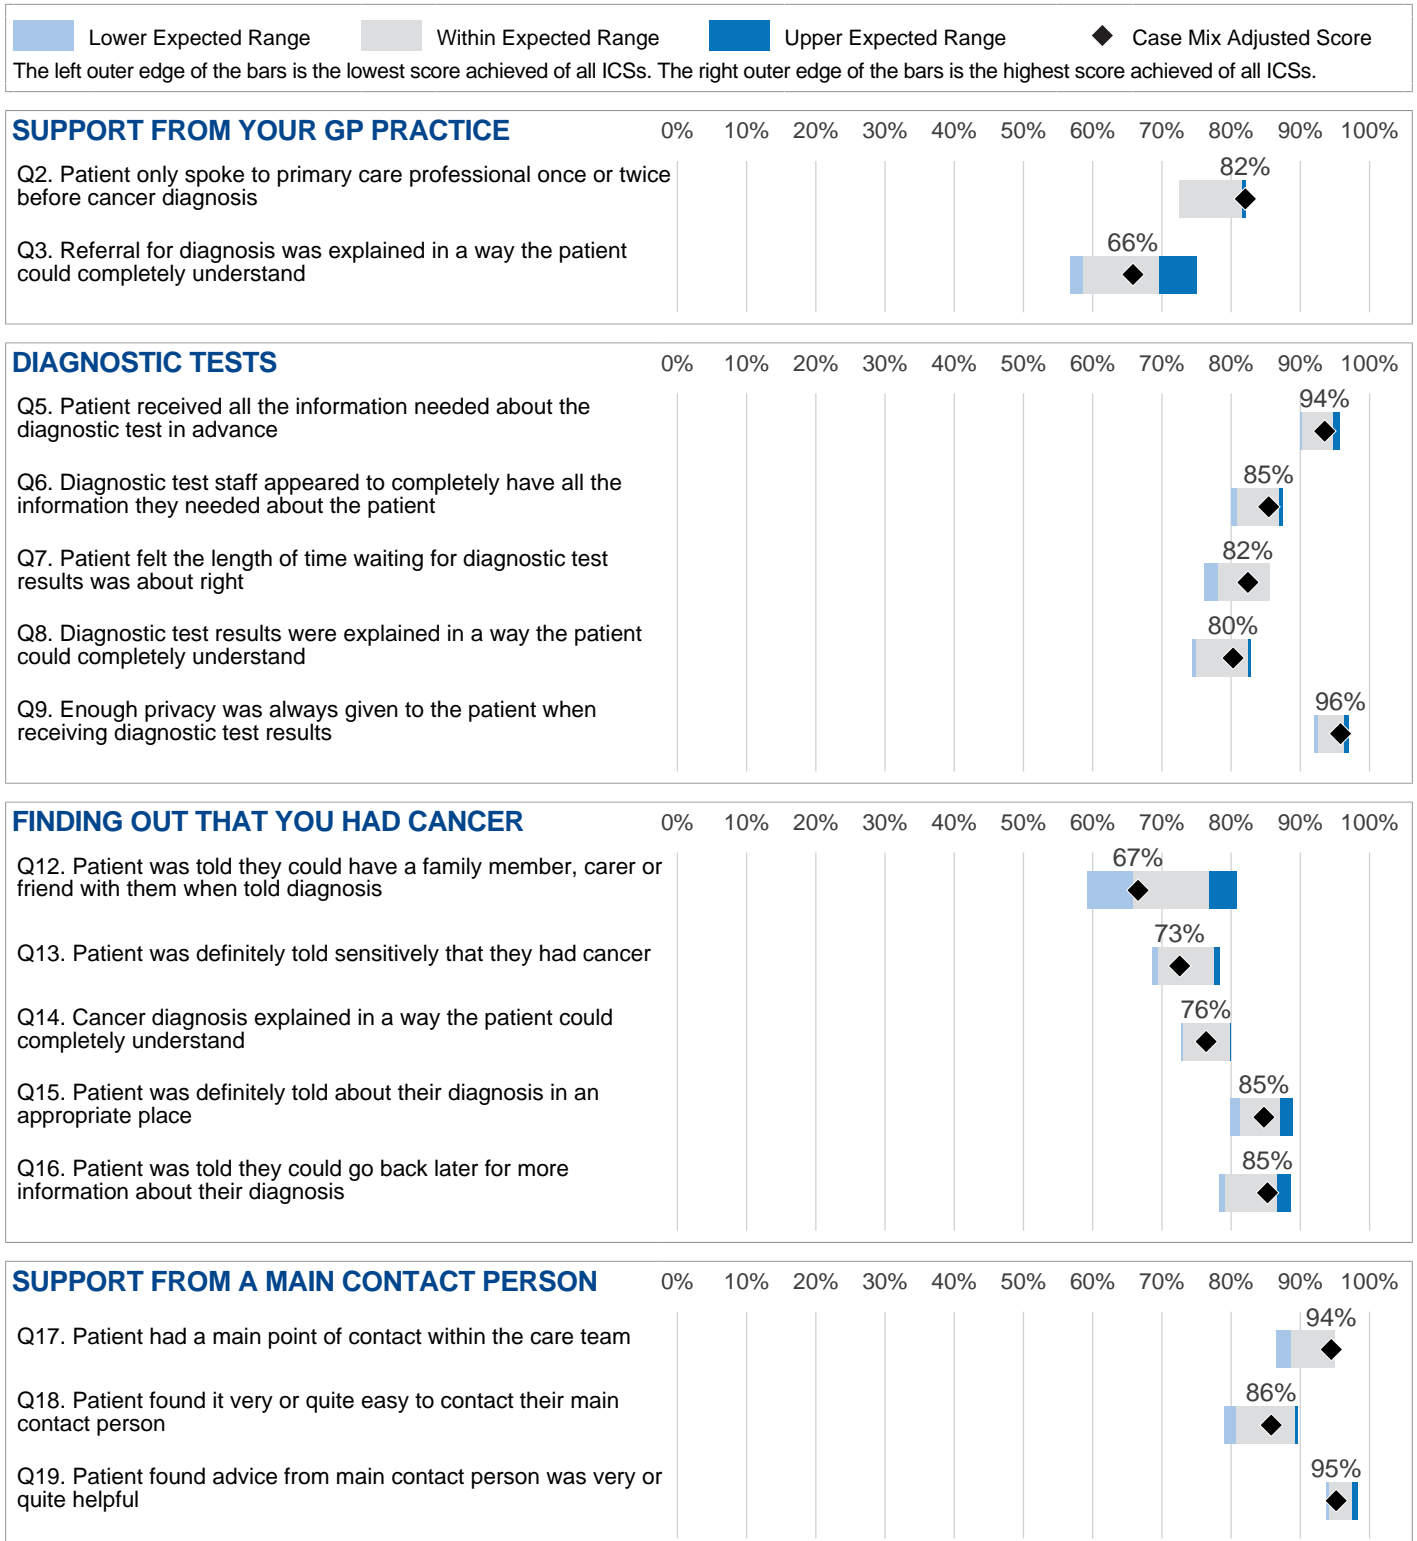 Lower Expected Range Within Expected Range Upper Expected Range Case Mix Adjusted Score
The left outer edge of the bars is the lowest score achieved of all ICSs. The right outer edge of the bars is the highest score achieved of all ICSs.
SUPPORT FROM YOUR GP PRACTICE 0% 10% 20% 30% 40% 50% 60% 70% 80% 90% 100%
82%
Q2. Patient only spoke to primary care professional once or twice
before cancer diagnosis
66%
Q3. Referral for diagnosis was explained in a way the patient
could completely understand
DIAGNOSTIC TESTS 0% 10% 20% 30% 40% 50% 60% 70% 80% 90% 100%
94%
Q5. Patient received all the information needed about the
diagnostic test in advance
85%
Q6. Diagnostic test staff appeared to completely have all the
information they needed about the patient
82%
Q7. Patient felt the length of time waiting for diagnostic test
results was about right
80%
Q8. Diagnostic test results were explained in a way the patient
could completely understand
96%
Q9. Enough privacy was always given to the patient when
receiving diagnostic test results
FINDING OUT THAT YOU HAD CANCER 0% 10% 20% 30% 40% 50% 60% 70% 80% 90% 100%
67%
Q12. Patient was told they could have a family member, carer or
friend with them when told diagnosis
73%
Q13. Patient was definitely told sensitively that they had cancer
76%
Q14. Cancer diagnosis explained in a way the patient could
completely understand
85%
Q15. Patient was definitely told about their diagnosis in an
appropriate place
85%
Q16. Patient was told they could go back later for more
information about their diagnosis
SUPPORT FROM A MAIN CONTACT PERSON 0% 10% 20% 30% 40% 50% 60% 70% 80% 90% 100%
94%
Q17. Patient had a main point of contact within the care team
86%
Q18. Patient found it very or quite easy to contact their main
contact person
95%
Q19. Patient found advice from main contact person was very or
quite helpful